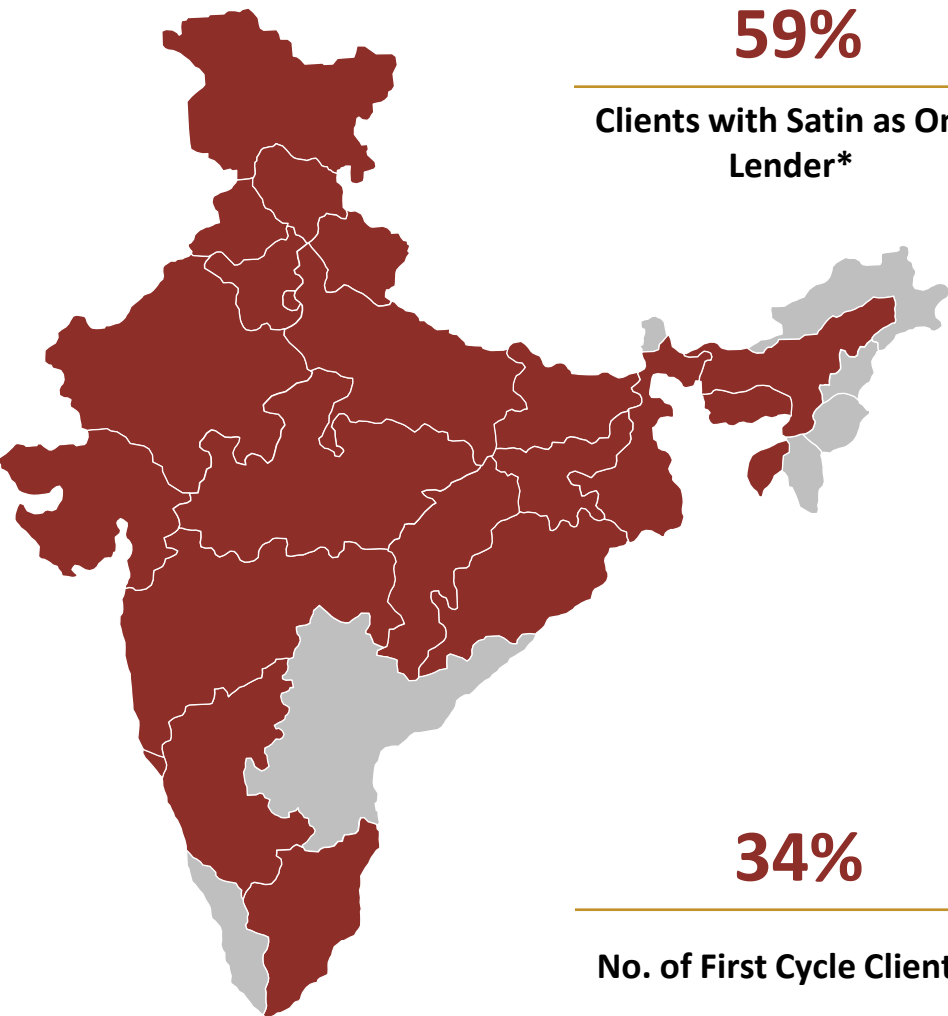 59%
Clients with Satin as
Lender*
34%
No. of First Cycle